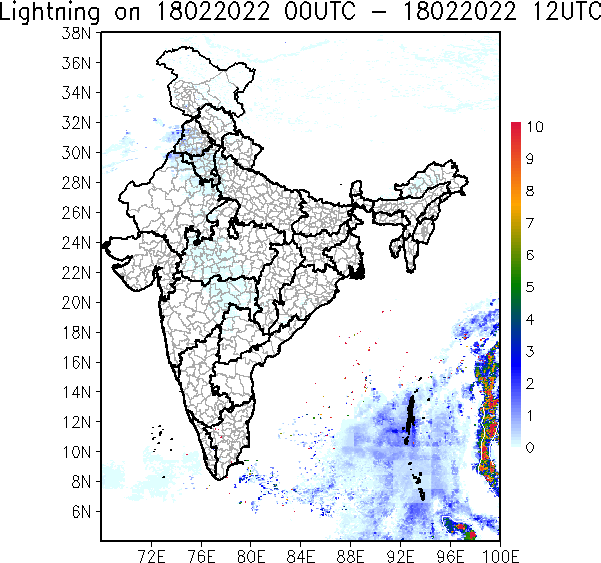 Lightning on 18022022 00UTC – 18022022 12UTC
38N
36N
34N
32N
30N
28N
26N
24N
22N
20N
18N
16N
14N
12N
10N
8N
6N
72E 76E 80E 84E 88E 92E 96E 100E
10
9
8
7
6
5
4
3
2
1
0